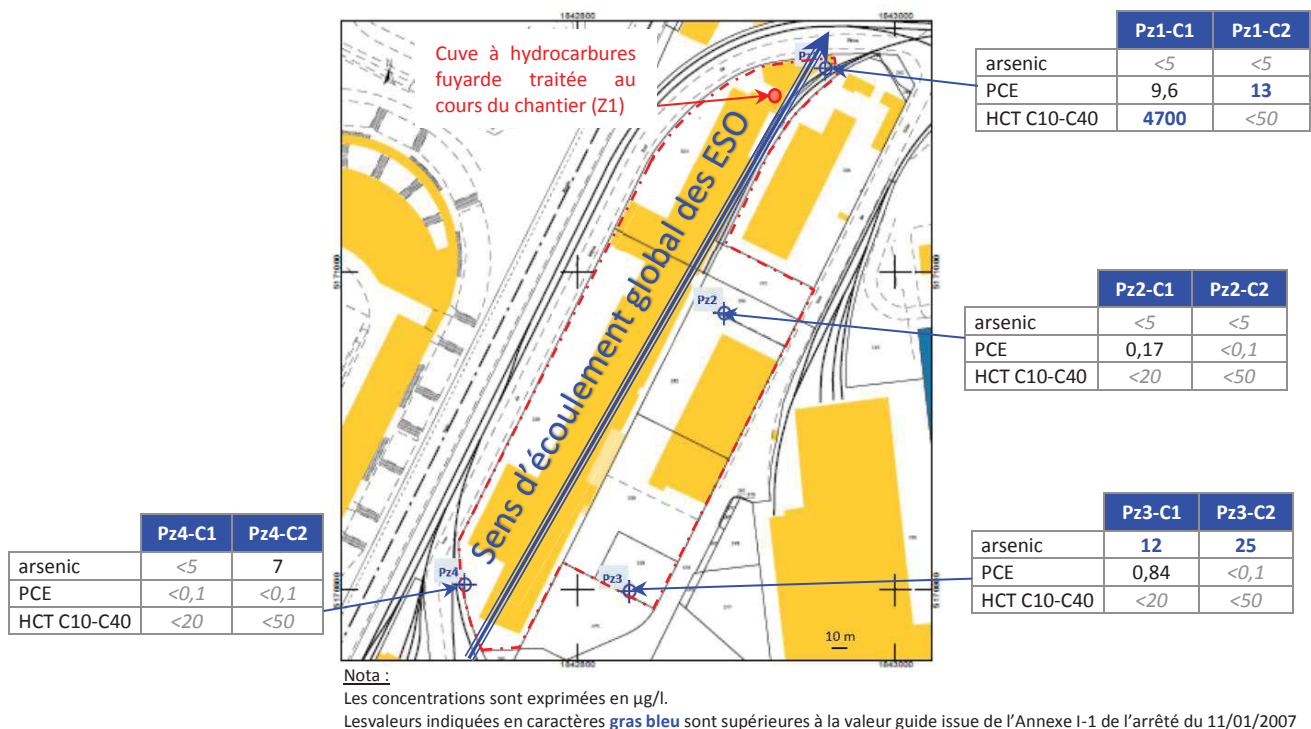 1842800 1843000
Cuve à hydrocarbures
fuyarde traitée au
cours du chantier (Z1)
Pz1-C1 Pz1-C2
arsenic <5 <5
PCE 9,6 13
HCT C10-C40 4700 <50
Sens d'écoulement global des ESO
5171000 5171000
Pz2
Pz2-C1 Pz2-C2
arsenic <5 <5
PCE 0,17 <0,1
HCT C10-C40 <20 <50
Pz3-C1 Pz3-C2
arsenic 12 25
PCE 0,84 <0,1
HCT C10-C40 <20 <50
Pz4-C1 Pz4-C2
arsenic <5 7
PCE <0,1 <0,1
HCT C10-C40 <20 <50
Pz4
Pz3
10 m
1842800 1843000
Nota :
Les concentrations sont exprimées en µg/l.
Lesvaleurs indiquées en caractères gras bleu sont supérieures à la valeur guide issue de l'Annexe I-1 de l'arrêté du 11/01/2007